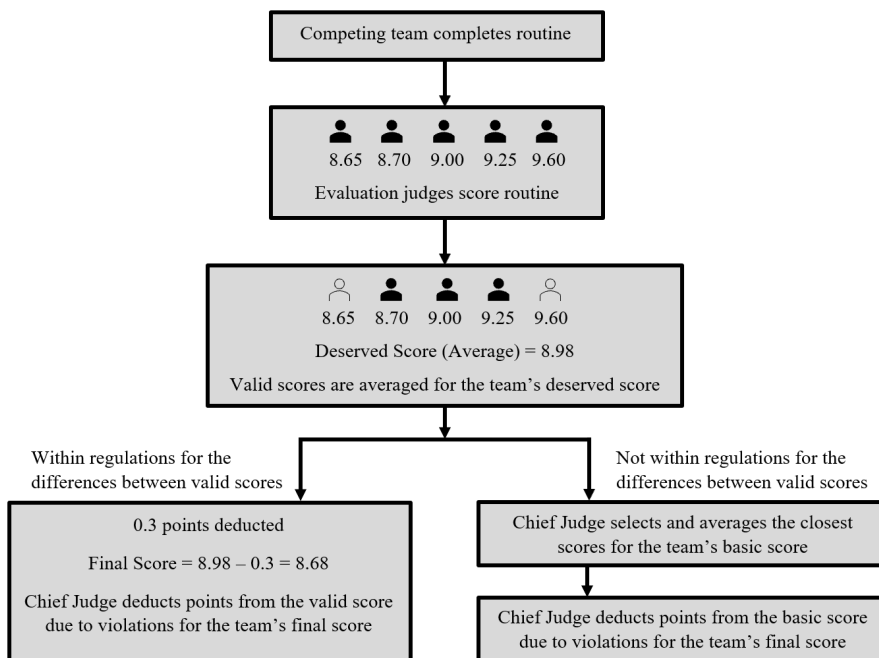 Competing team completes routine
8.65 8.70 9.00 9.25 9.60
Evaluation judges score routine
8.65 8.70 9.00 9.25 9.60
Deserved Score (Average) = 8.98
Valid scores are averaged for the team’s deserved score
Within regulations for the
differences between valid scores
Not within regulations for the
differences between valid scores
0.3 points deducted
Final Score = 8.98 – 0.3 = 8.68
Chief Judge deducts points from the valid score
due to violations for the team’s final score
Chief Judge selects and averages the closest
scores for the team’s basic score
Chief Judge deducts points from the basic score
due to violations for the team’s final score